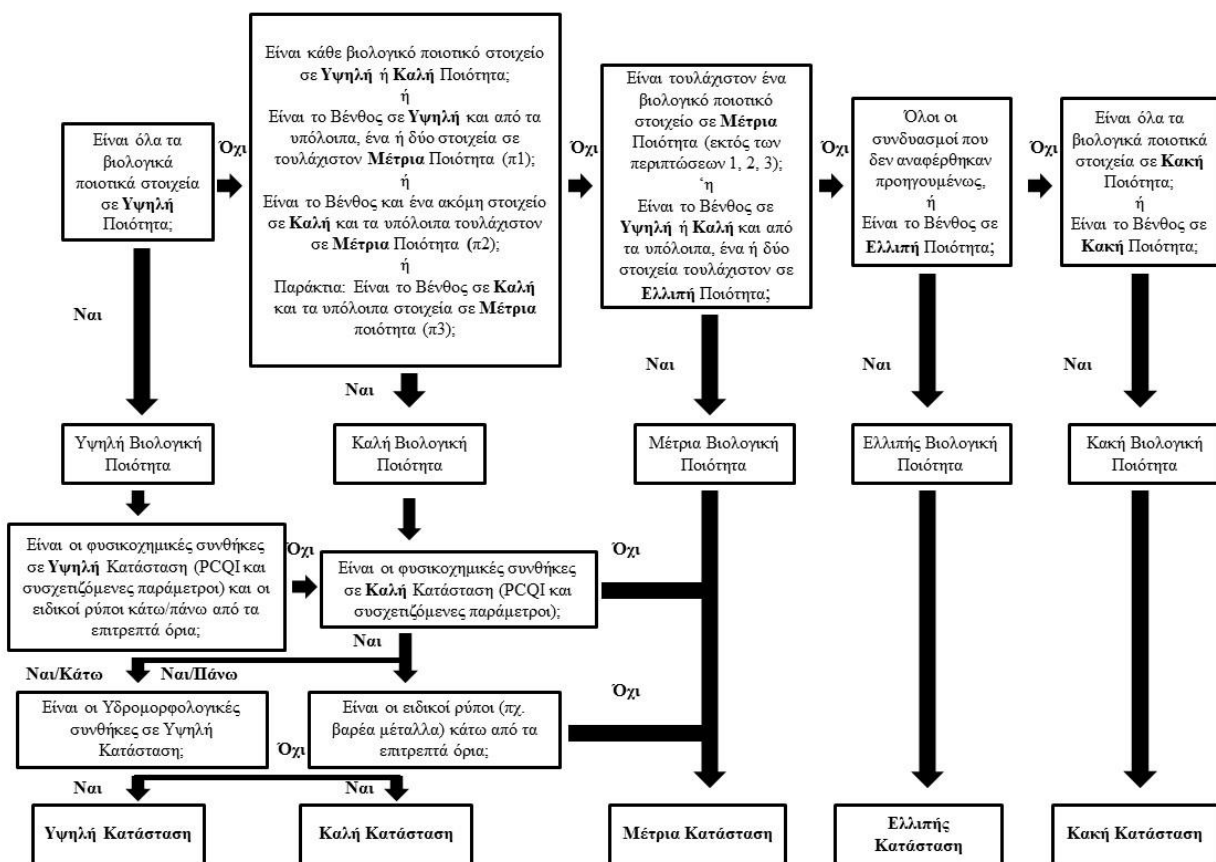 Είναι όλα τα
βιολογικά
ποιοτικά στοιχεία
σε Υψηλή
Ποιότητα;
Όχι
Είναι κάθε βιολογικό ποιοτικό στοιχείο
σε Υψηλή ή Καλή Ποιότητα;
ή
Είναι το Βένθος σε Υψηλή και από τα
υπόλοιπα, ένα ή δύο στοιχεία σε
τουλάχιστον Μέτρια Ποιότητα (π1);
ή
Είναι το Βένθος και ένα ακόμη στοιχείο
σε Καλή και τα υπόλοιπα τουλάχιστον
σε Μέτρια Ποιότητα (π2);
ή
Παράκτια: Είναι το Βένθος σε Καλή
και τα υπόλοιπα στοιχεία σε Μέτρια
ποιότητα (π3);
Όχι
Είναι τουλάχιστον ένα
βιολογικό ποιοτικό
στοιχείο σε Μέτρια
Ποιότητα (εκτός των
περιπτώσεων 1, 2, 3);
‘η
Είναι το Βένθος σε
Υψηλή ή Καλή και από
τα υπόλοιπα, ένα ή δύο
στοιχεία τουλάχιστον σε
Ελλιπή Ποιότητα;
Όχι
Όλοι οι
συνδυασμοί που
δεν αναφέρθηκαν
προηγουμένως,
ή
Είναι το Βένθος σε
Ελλιπή Ποιότητα;
Όχι
Είναι όλα τα
βιολογικά ποιοτικά
στοιχεία σε Κακή
Ποιότητα;
ή
Είναι το Βένθος σε
Κακή Ποιότητα;
Ναι
Ναι
Ναι
Ναι
Ναι
Υψηλή Βιολογική
Ποιότητα
Καλή Βιολογική
Ποιότητα
Μέτρια Βιολογική
Ποιότητα
Ελλιπής Βιολογική
Ποιότητα
Κακή Βιολογική
Ποιότητα
Είναι οι φυσικοχημικές συνθήκες
σε Υψηλή Κατάσταση (PCQI και
συσχετιζόμενες παράμετροι) και οι
ειδικοί ρύποι κάτω/πάνω από τα
επιτρεπτά όρια;
Όχι
Είναι οι φυσικοχημικές συνθήκες
σε Καλή Κατάσταση (PCQI και
συσχετιζόμενες παράμετροι);
Όχι
Ναι
Ναι/Κάτω
Ναι/Πάνω
Είναι οι Υδρομορφολογικές
συνθήκες σε Υψηλή
Κατάσταση;
Όχι
Είναι οι ειδικοί ρύποι (πχ.
βαρέα μέταλλα) κάτω από τα
επιτρεπτά όρια;
Όχι
Ναι
Ναι
Υψηλή Κατάσταση
Καλή Κατάσταση
Μέτρια Κατάσταση
Ελλιπής
Κατάσταση
Κακή Κατάσταση